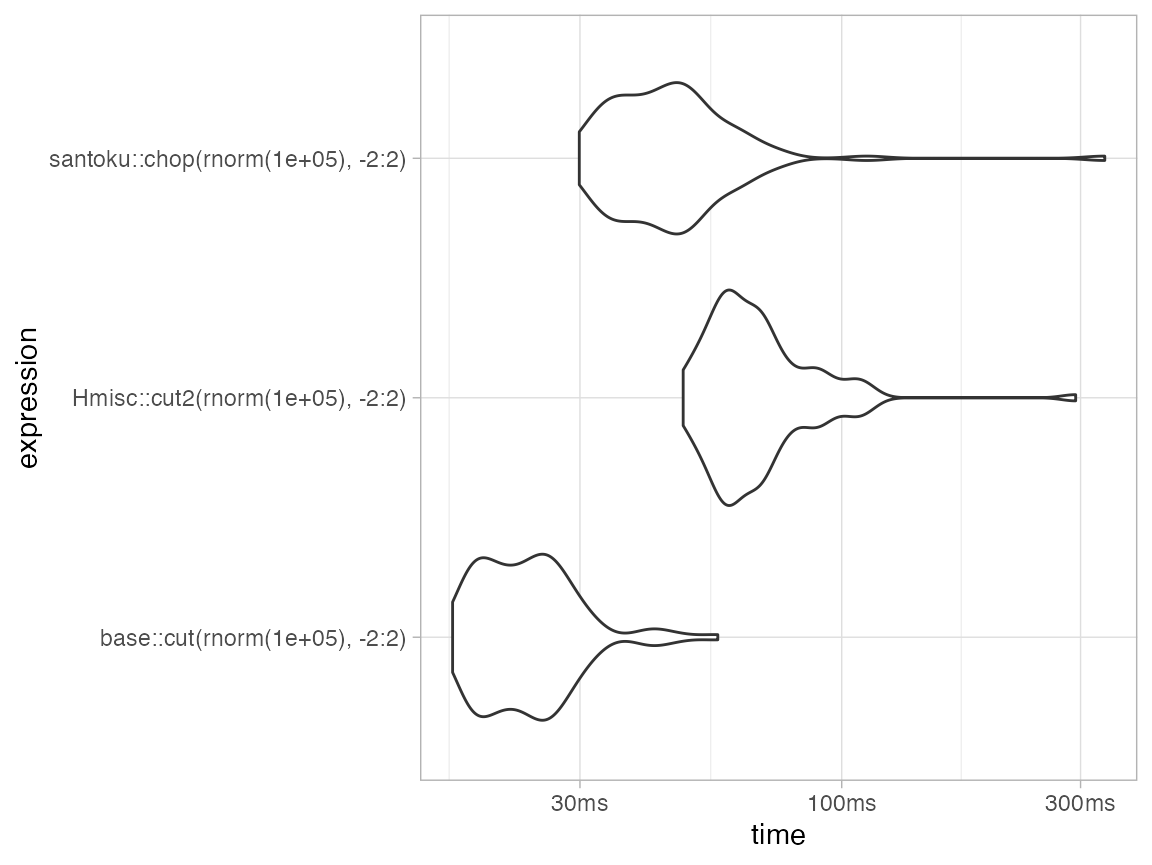 santoku::chop(rnorm(1e+05), -2:2)
Hmisc::cut2(rnorm(1e+05), -2:2)
base::cut(rnorm(1e+05), -2:2)
expression
30ms
100ms
300ms
time